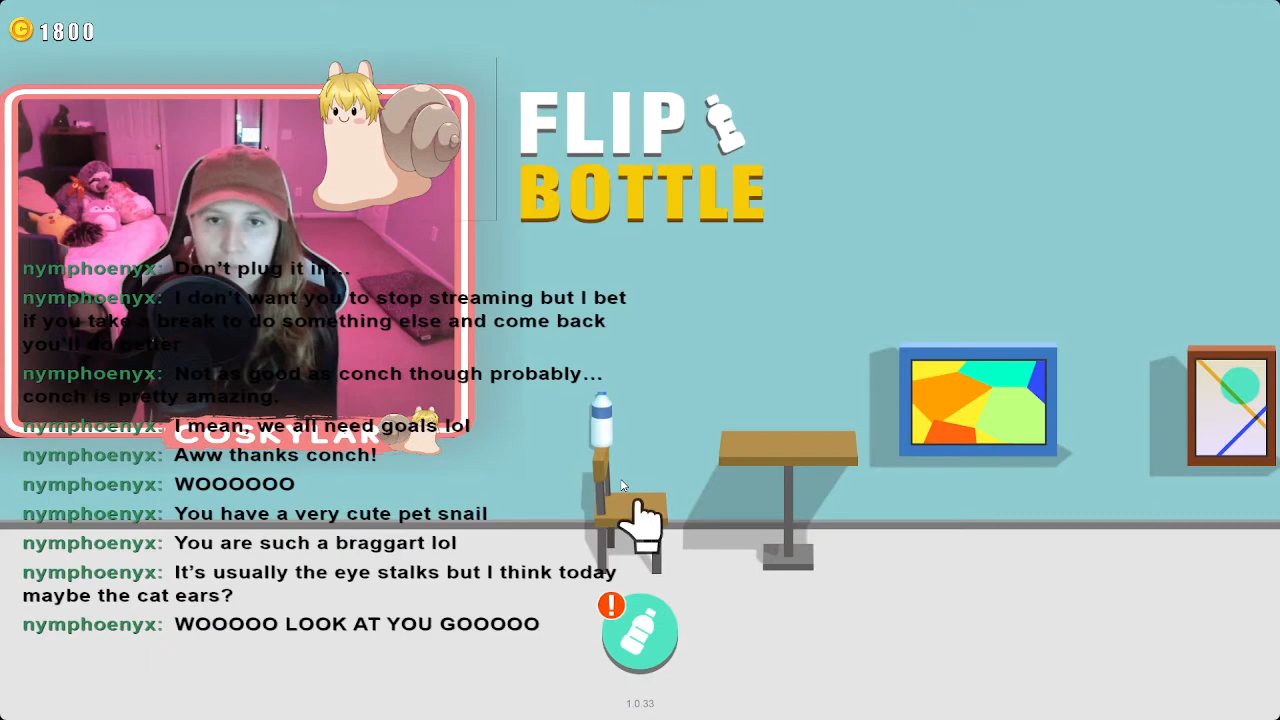 1800
FLIP
BOTTLE
nymphoenyx: Don't plug it in...
nymphoenyx: I don't want you to stop streaming but I bet
if you take a break to do something else and come back
you'll do better
nymphoenyx: Not as good as conch though probably...
conch is pretty amazing.
nymphoenyx: I mean, we all need goals lol
COSKYLAR
nymphoenyx: Aww thanks conch!
nymphoenyx: WOOOOOO
nymphoenyx: You have a very cute pet snail
nymphoenyx: You are such a braggart lol
nymphoenyx: It's usually the eye stalks but I think today
maybe the cat ears?
nymphoenyx: WOOOOO LOOK AT YOU GOOOOO
!
1.0.33